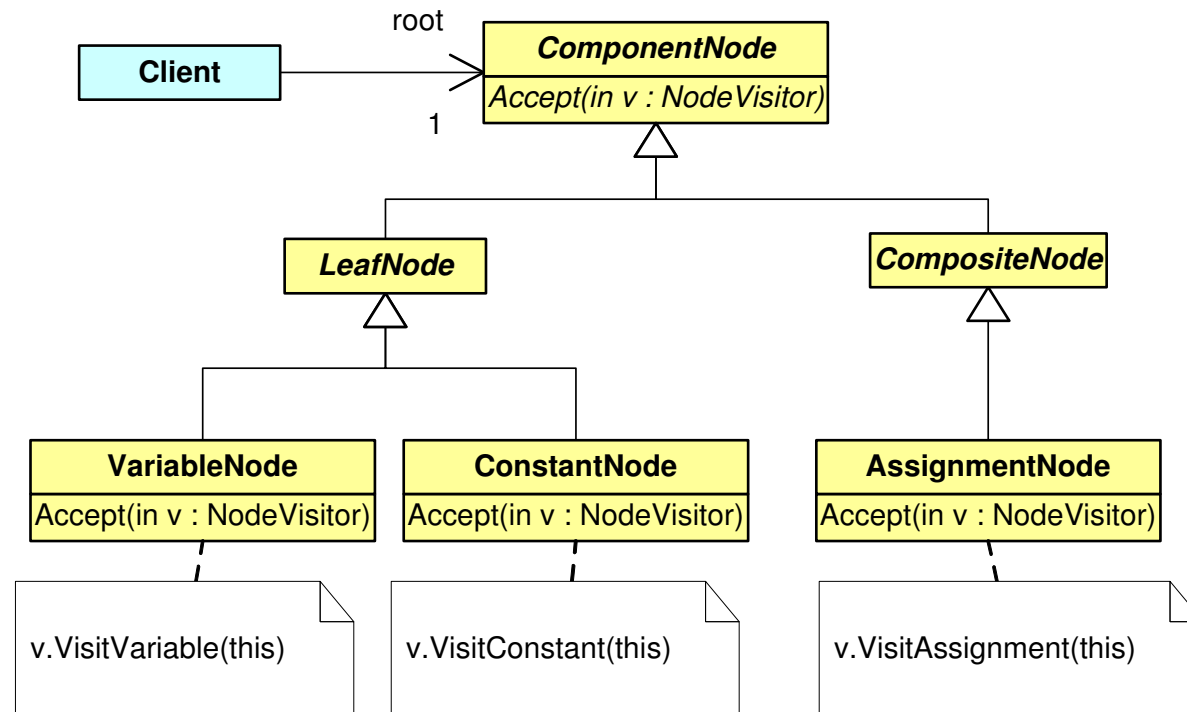 root
Client
ComponentNode
Accept(in v : NodeVisitor)
1
LeafNode
CompositeNode
VariableNode
Accept(in v : NodeVisitor)
ConstantNode
Accept(in v : NodeVisitor)
AssignmentNode
Accept(in v : NodeVisitor)
v.VisitVariable(this)
v.VisitConstant(this)
v.VisitAssignment(this)